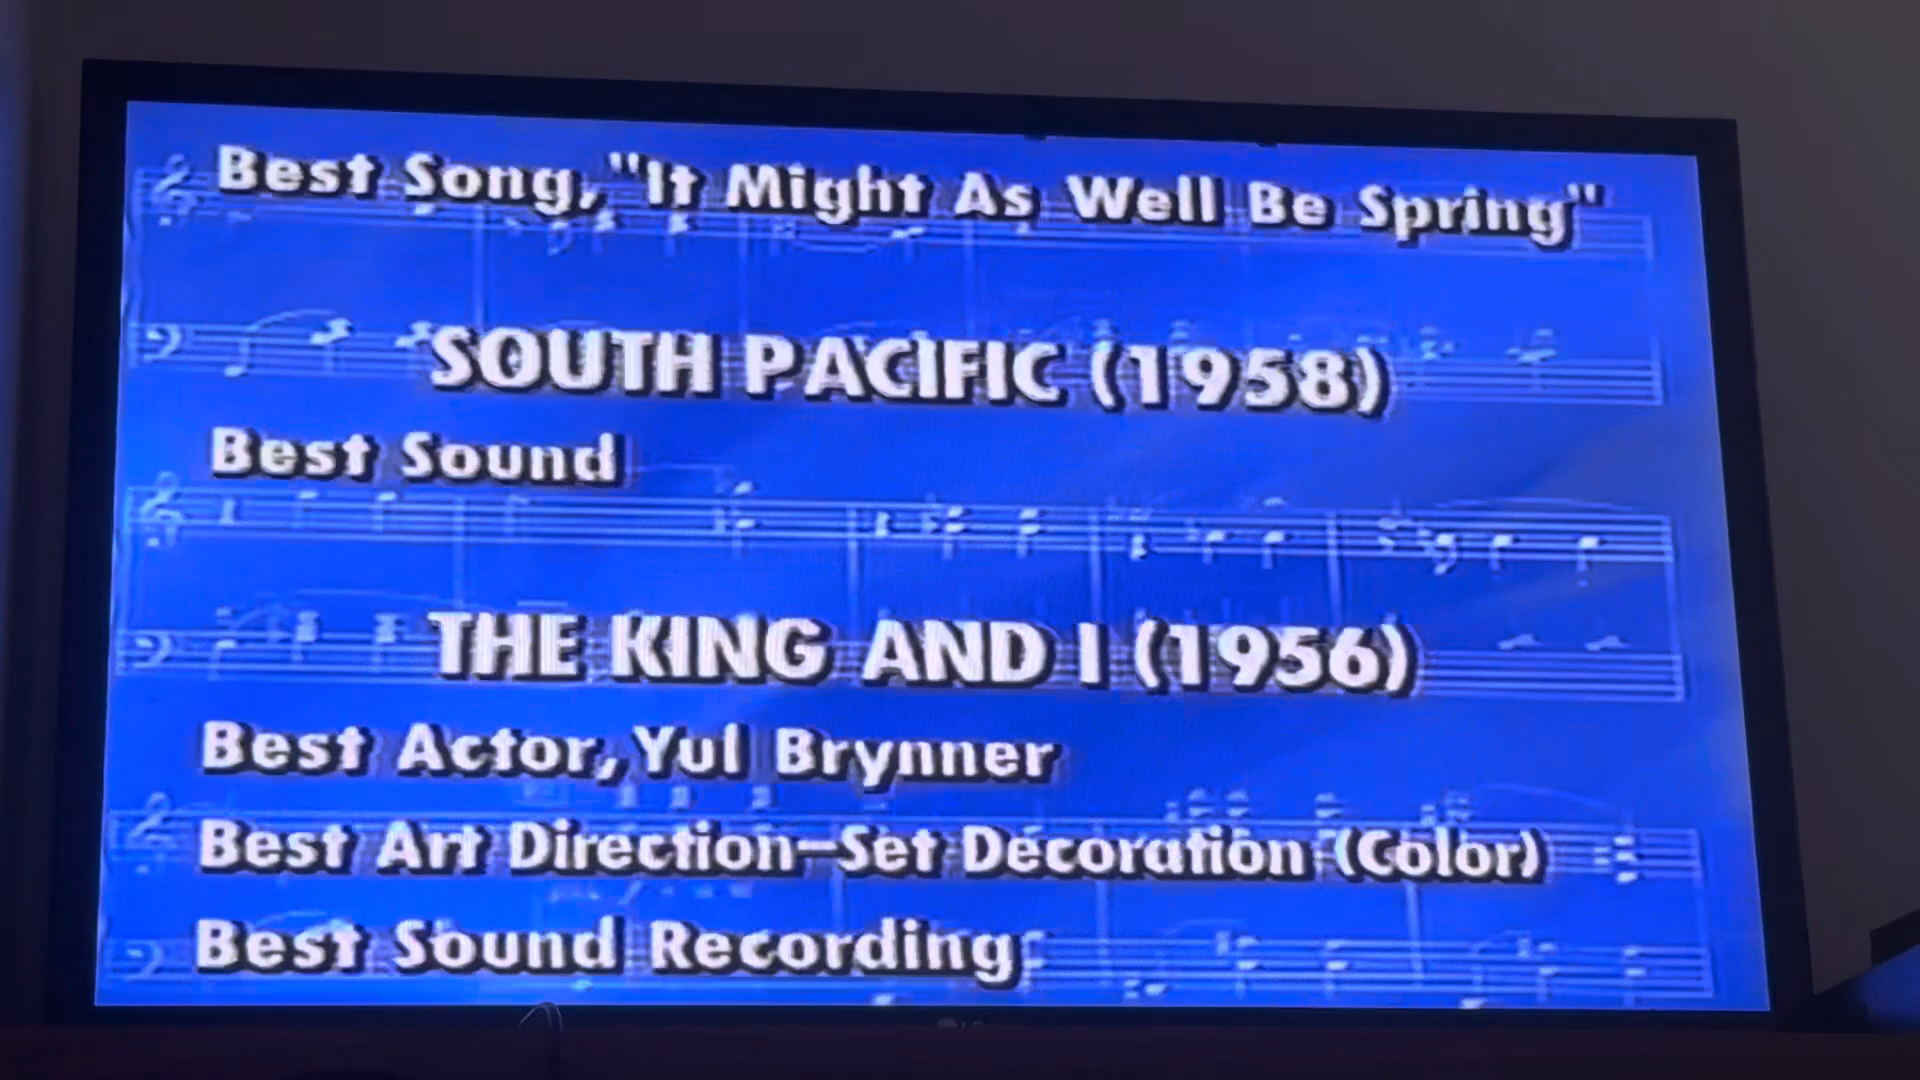 Best Song, "It Might As Well Be Spring"
SOUTH PACIFIC (1958)
Best Sound
THE KING AND I (1956)
Best Actor, Yul Brynner
Best Art Direction–Set Decoration (Color)
Best Sound Recording